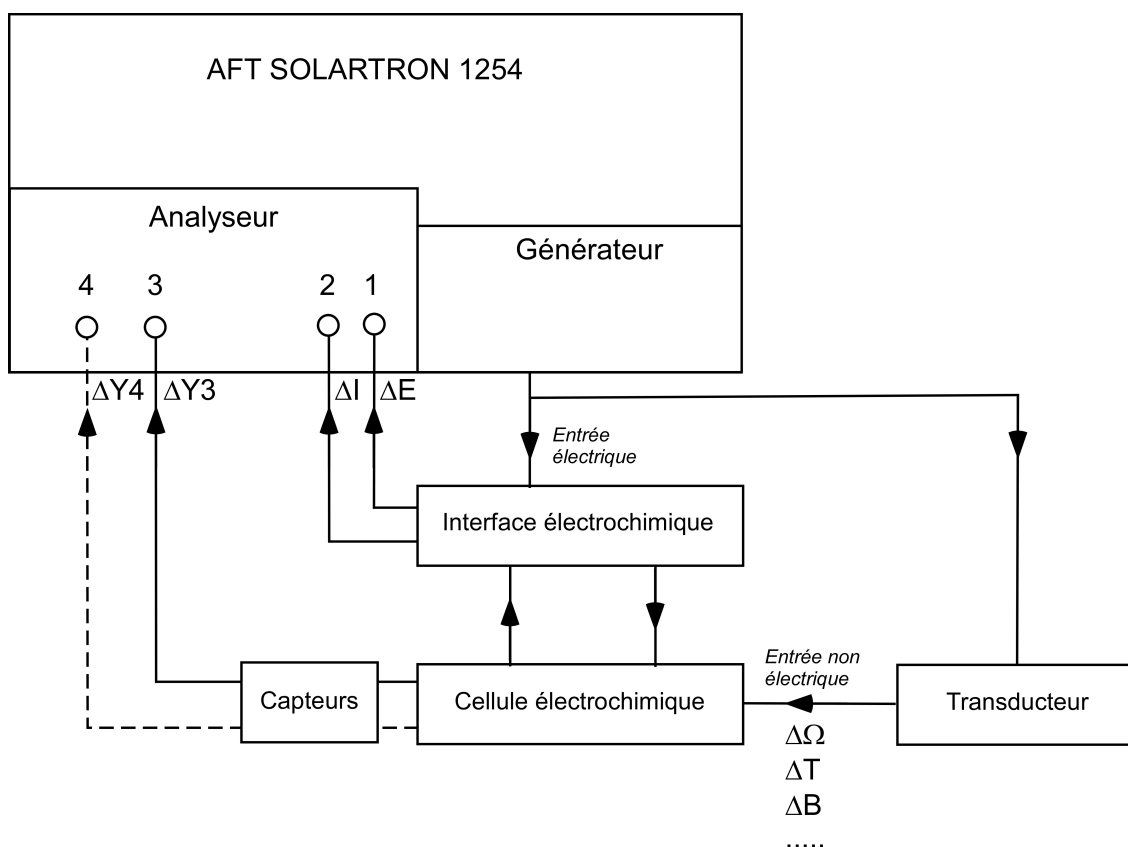 AFT SOLARTRON 1254
Analyseur
Générateur
4 3 2 1
ΔY4 ΔY3 ΔI ΔE
Entrée
électrique
Interface électrochimique
Entrée non
électrique
Capteurs
Cellule électrochimique
Transducteur
ΔΩ
ΔT
ΔB
.....